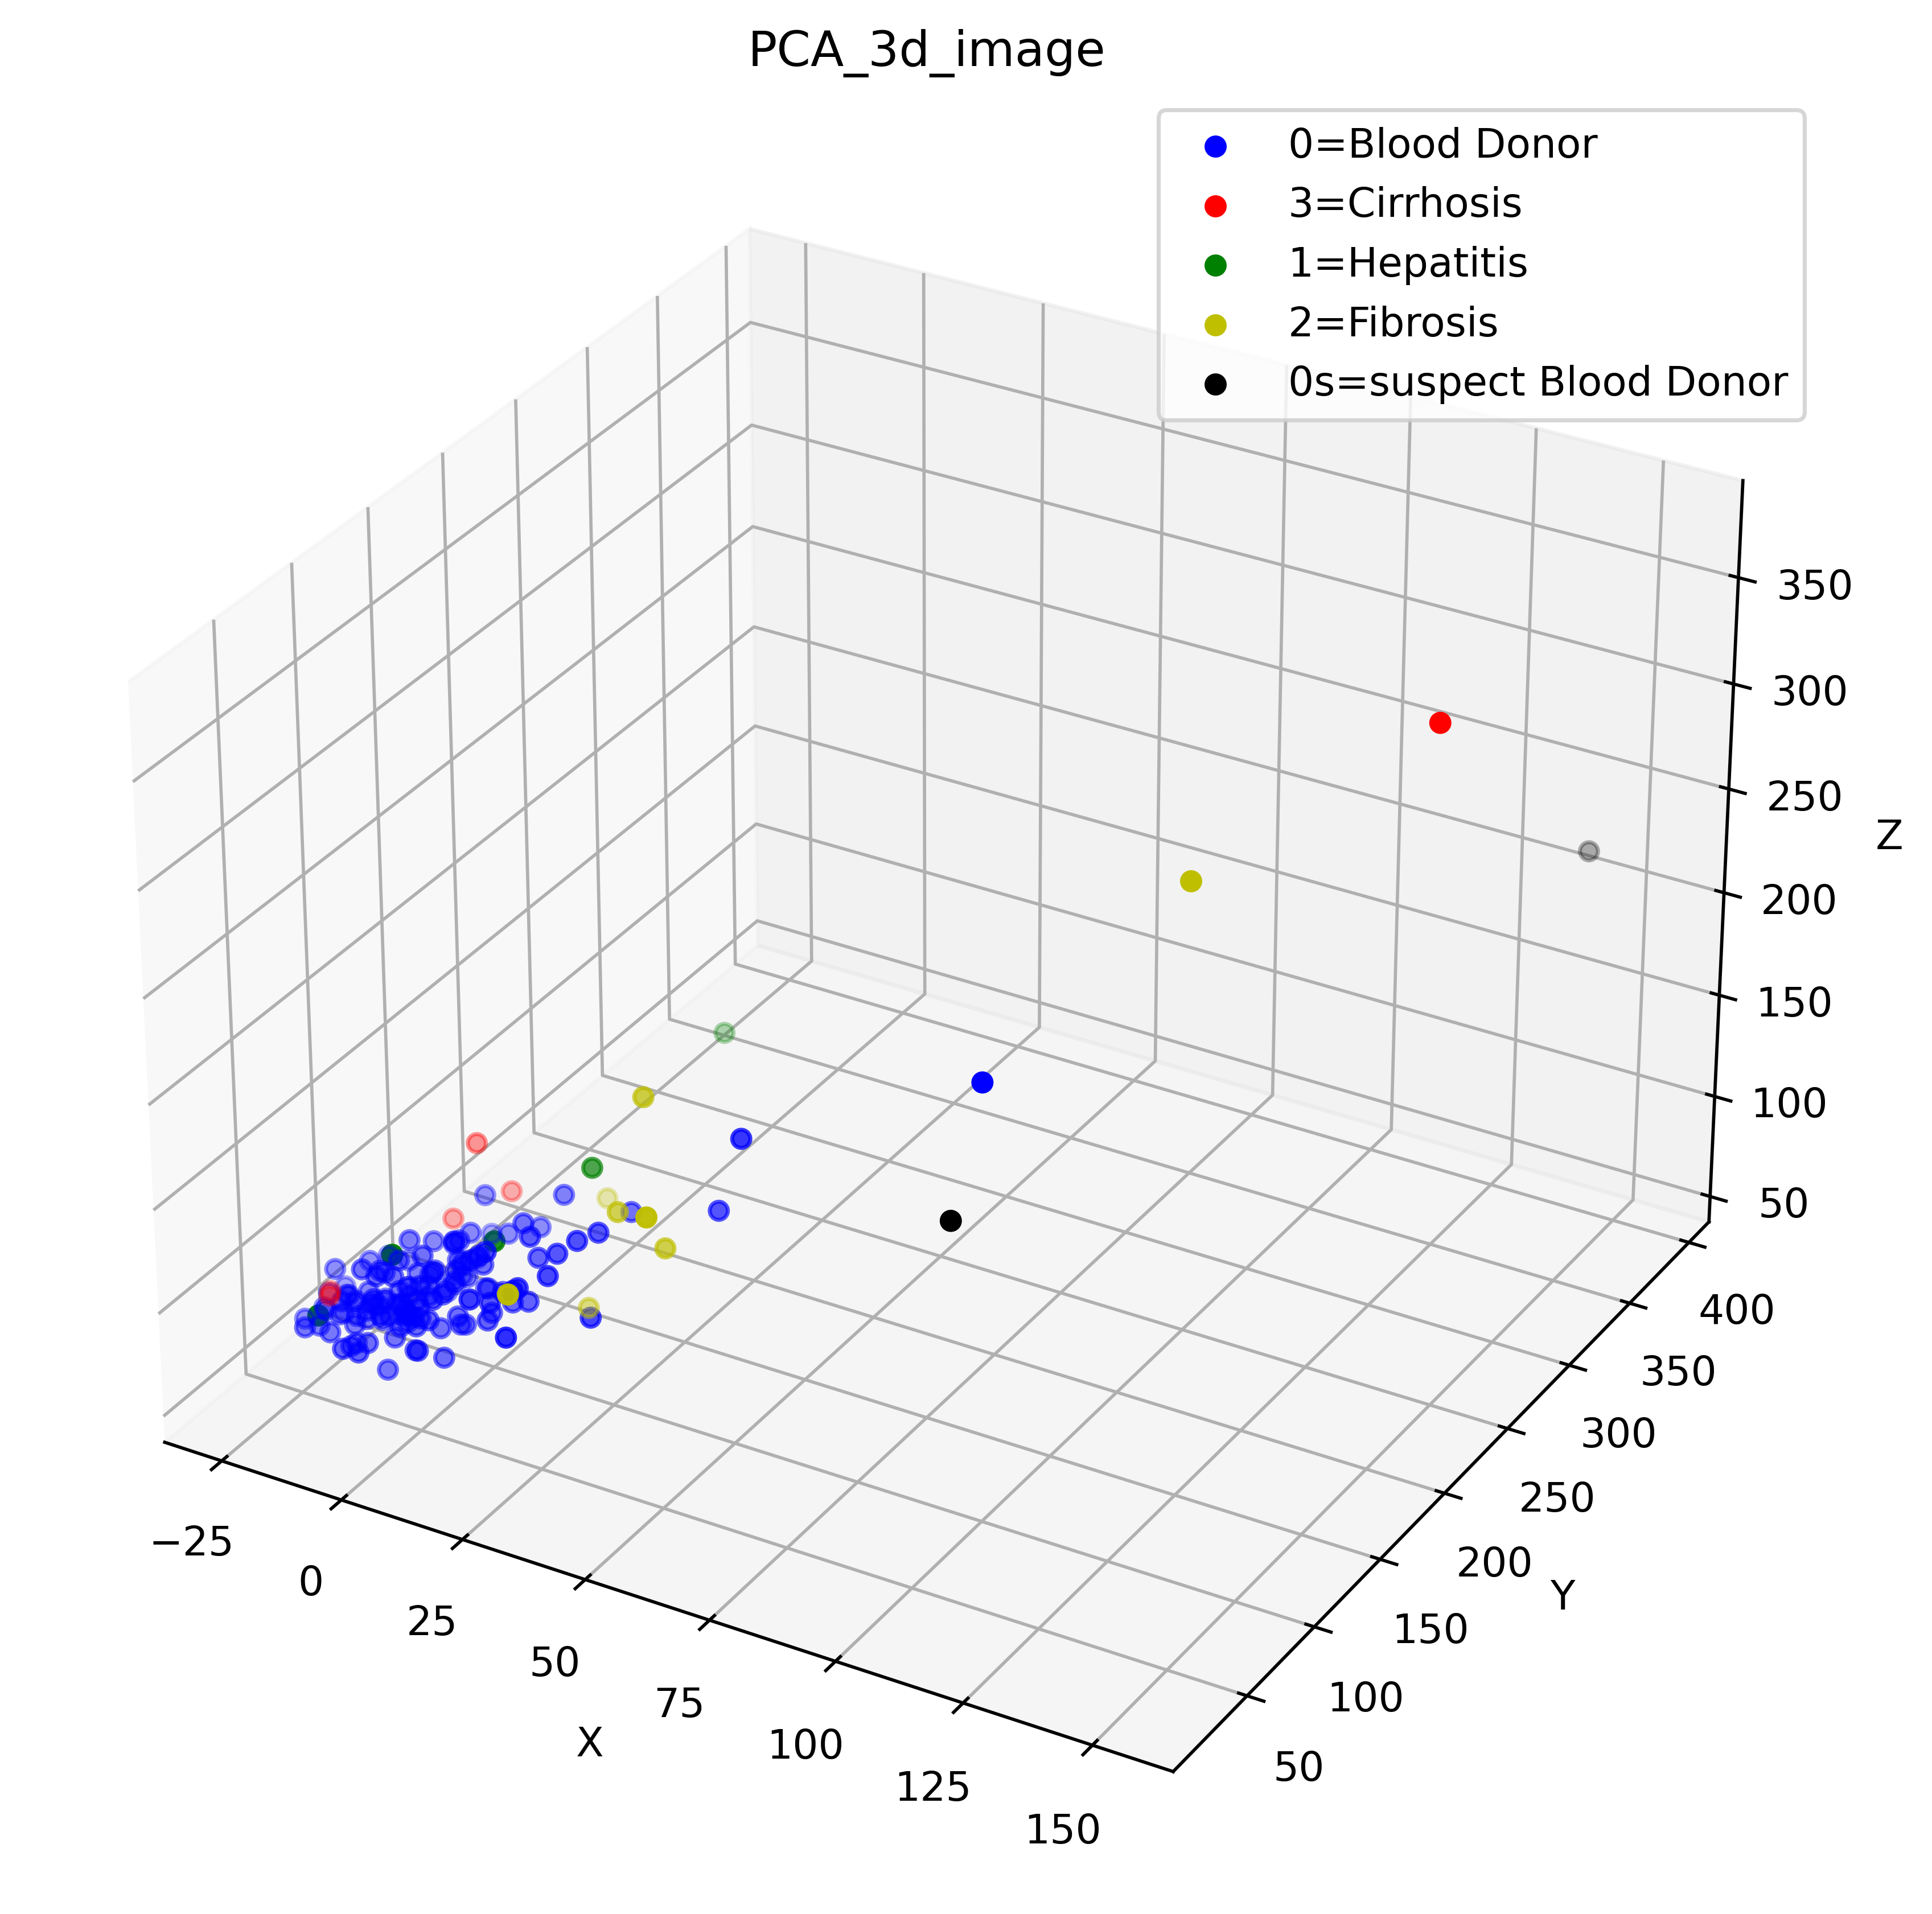 PCA_3d_image
0=Blood Donor
3=Cirrhosis
1=Hepatitis
2=Fibrosis
0s=suspect Blood Donor
350
300
250
Z
200
150
100
50
400
350
300
250
200
Y
150
100
50
−25
0
25
50
75
X
100
125
150